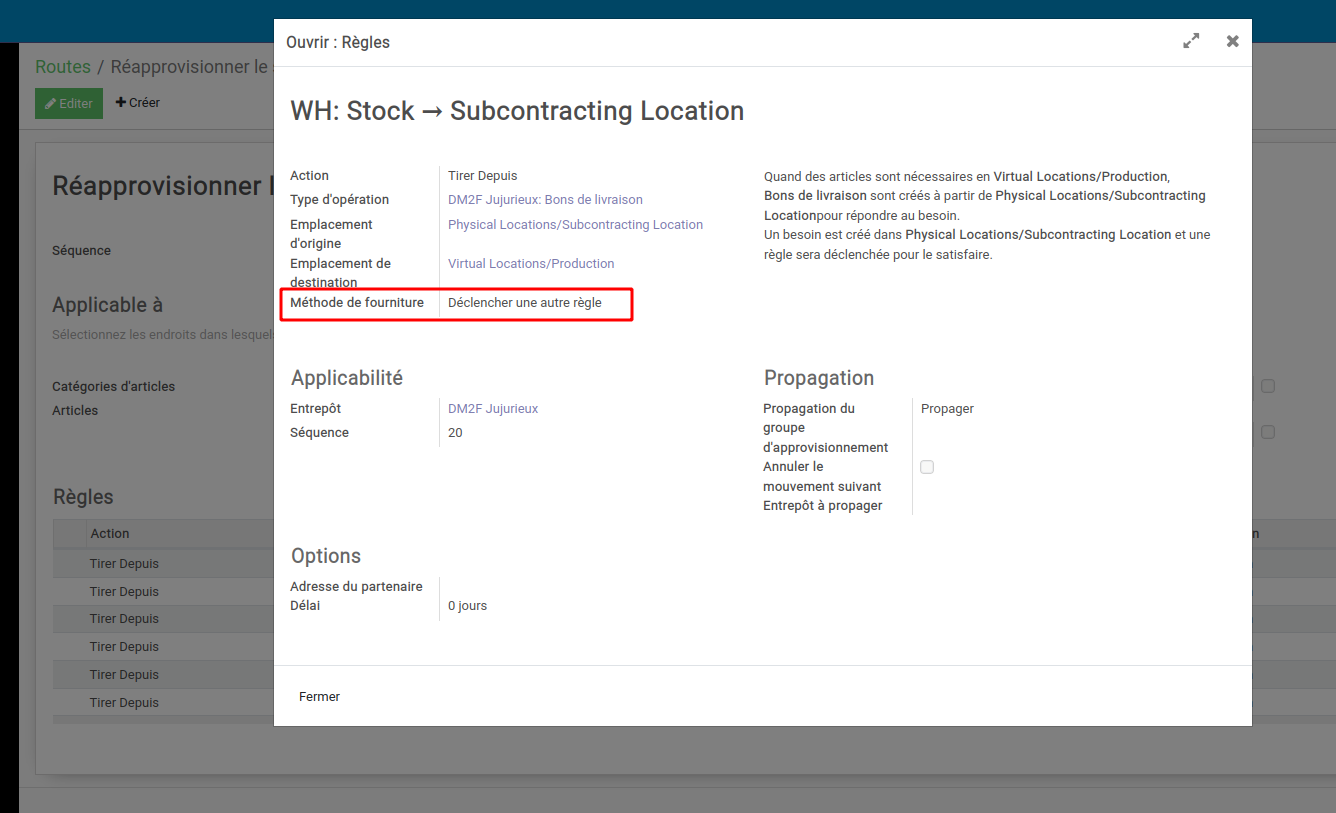 Ouvrir : Règles
Routes / Réapprovisionner le
Editer
Créer
WH: Stock → Subcontracting Location
Réapprovisionner
Action
Tirer Depuis
Type d'opération
DM2F Jujurieux: Bons de livraison
Emplacement
d'origine
Physical Locations/Subcontracting Location
Emplacement de
destination
Virtual Locations/Production
Méthode de fourniture
Déclencher une autre règle
Quand des articles sont nécessaires en Virtual Locations/Production,
Bons de livraison sont créés à partir de Physical Locations/Subcontracting
Locationpour répondre au besoin.
Un besoin est créé dans Physical Locations/Subcontracting Location et une
règle sera déclenchée pour le satisfaire.
Séquence
Applicable à
Sélectionnez les endroits dans lesquels
Catégories d'articles
Articles
Applicabilité
Entrepôt
DM2F Jujurieux
Séquence
20
Propagation
Propagation du
groupe
d'approvisionnement
Propager
Annuler le
mouvement suivant
Entrepôt à propager
Règles
Action
Tirer Depuis
Tirer Depuis
Tirer Depuis
Tirer Depuis
Tirer Depuis
Tirer Depuis
Options
Adresse du partenaire
Délai
0 jours
Fermer